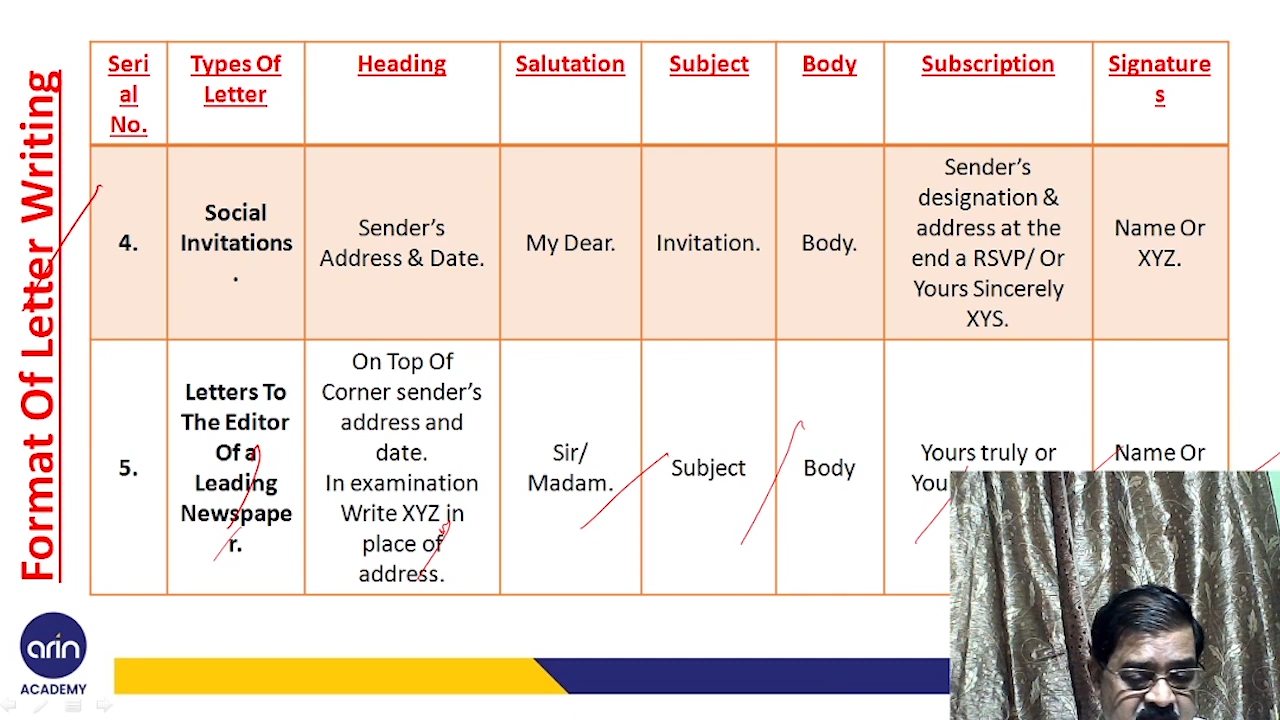 Format Of Letter Writing
Seri
al
No.
Types Of
Letter
Heading
Salutation
Subject
Body
Subscription
Signature
s
4.
Social
Invitations
.
Sender’s
Address & Date.
My Dear.
Invitation.
Body.
Sender’s
designation &
address at the
end a RSVP/ Or
Yours Sincerely
XYS.
Name Or
XYZ.
5.
Letters To
The Editor
Of a
Leading
Newspape
r.
On Top Of
Corner sender’s
address and
date.
In examination
Write XYZ in
place of
address.
Sir/
Madam.
Subject
Body
Yours truly or
Name Or
arin
ACADEMY